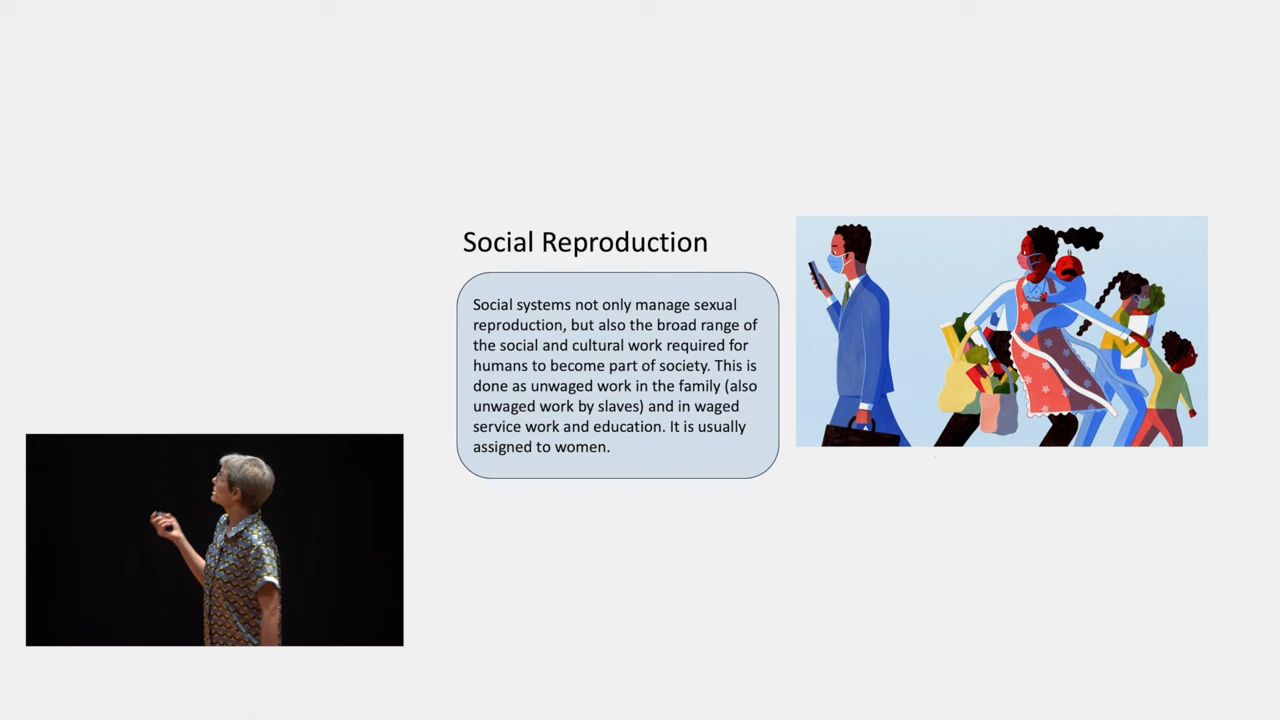 Social Reproduction
Social systems not only manage sexual
reproduction, but also the broad range of
the social and cultural work required for
humans to become part of society. This is
done as unwaged work in the family (also
unwaged work by slaves) and in waged
service work and education. It is usually
assigned to women.